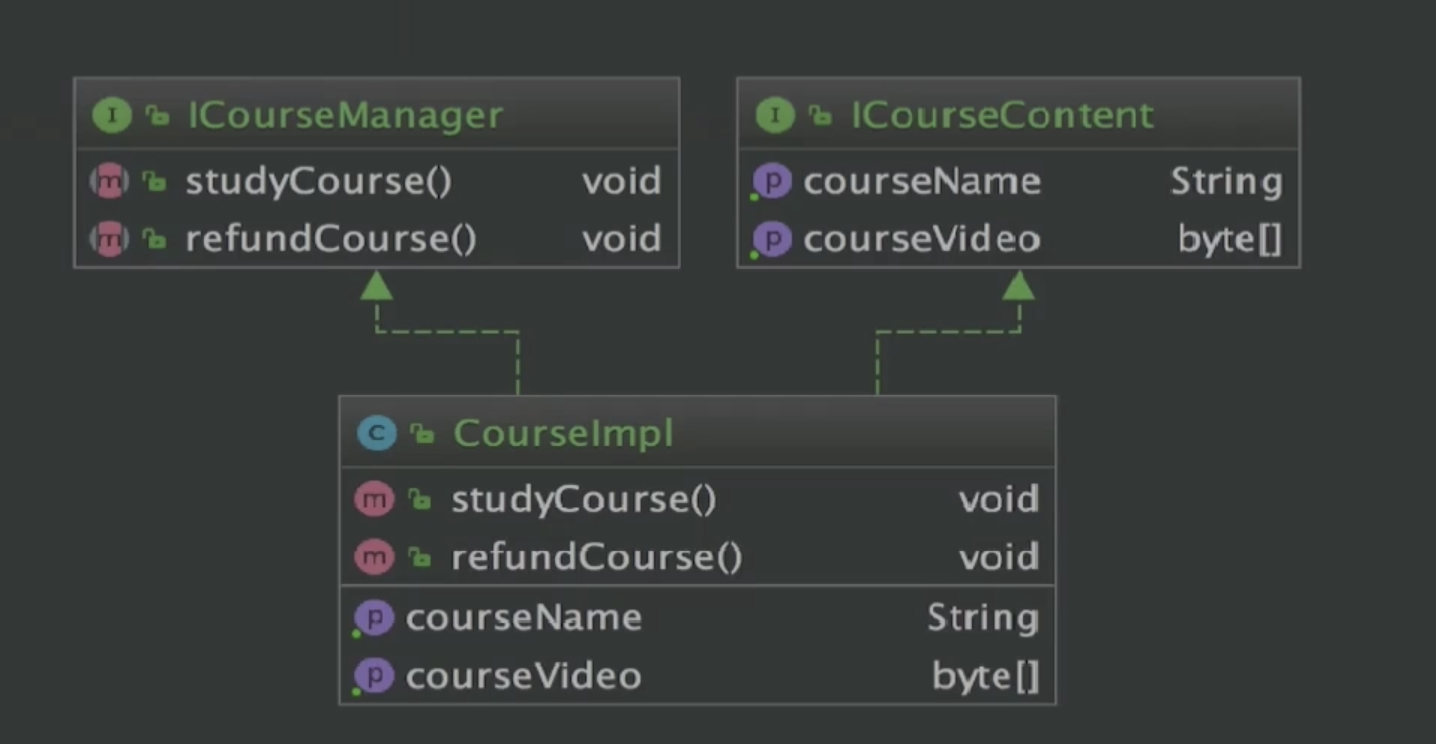 I ICourseManager
m studyCourse() void
m refundCourse() void
I ICourseContent
p courseName String
p courseVideo byte[]
C CourseImpl
m studyCourse() void
m refundCourse() void
p courseName String
p courseVideo byte[]